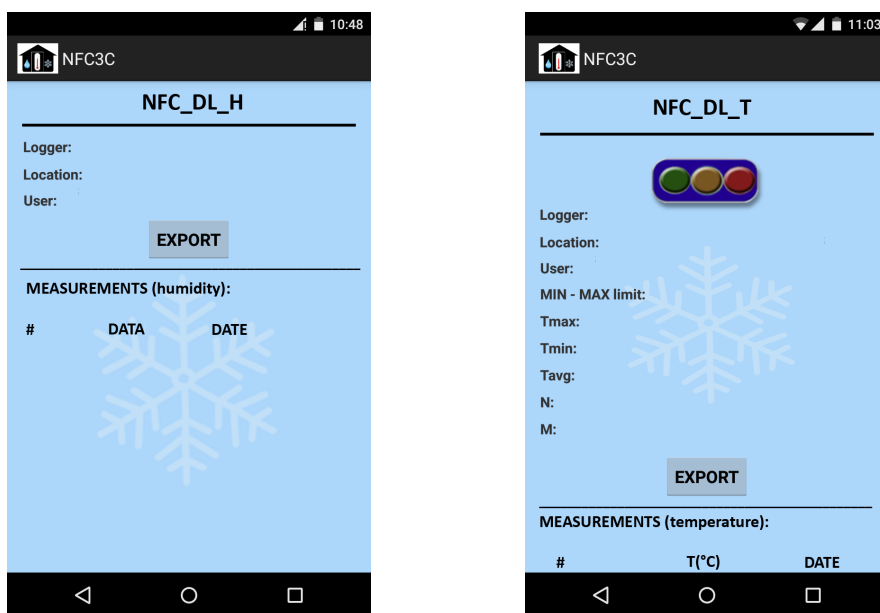 10:48
NFC3C
NFC_DL_H
Logger:
Location:
User:
EXPORT
MEASUREMENTS (humidity):
# DATA DATE
11:03
NFC3C
NFC_DL_T
Logger:
Location:
User:
MIN - MAX limit:
Tmax:
Tmin:
Tavg:
N:
M:
EXPORT
MEASUREMENTS (temperature):
# T(°C) DATE